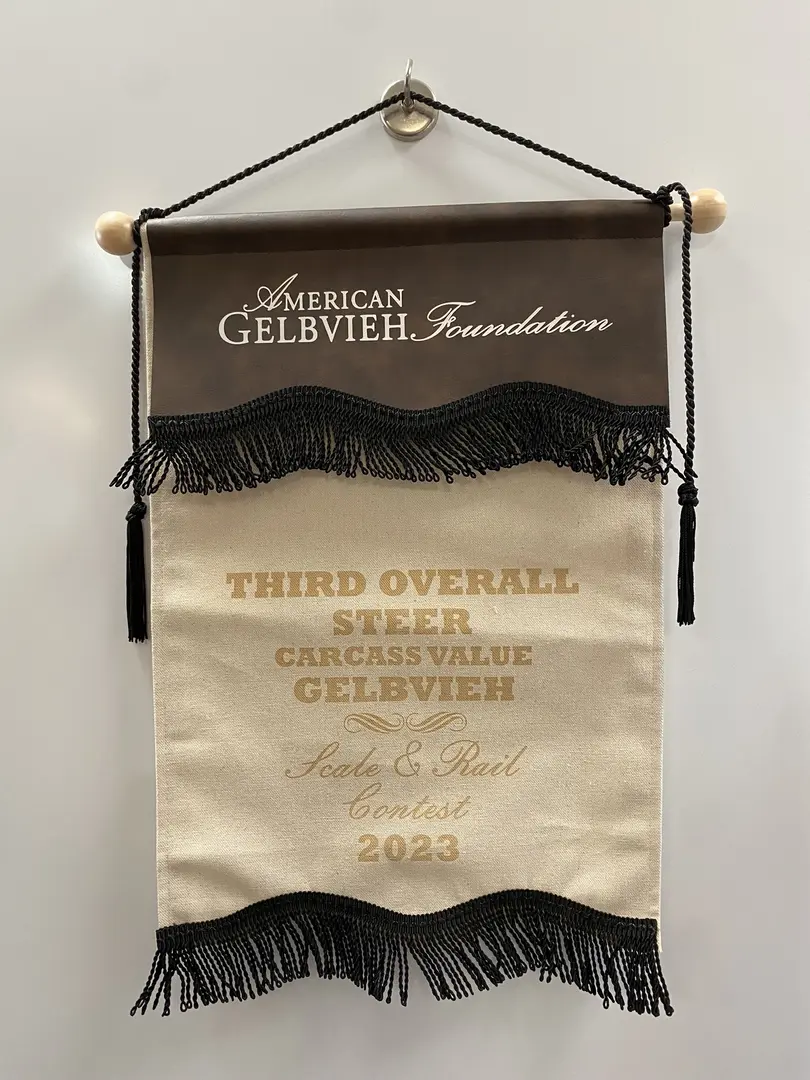 AMERICAN
GELBVIEH Foundation
THIRD OVERALL
STEER
CARCASS VALUE
GELBVIEH
Scale & Rail
Contest
2023